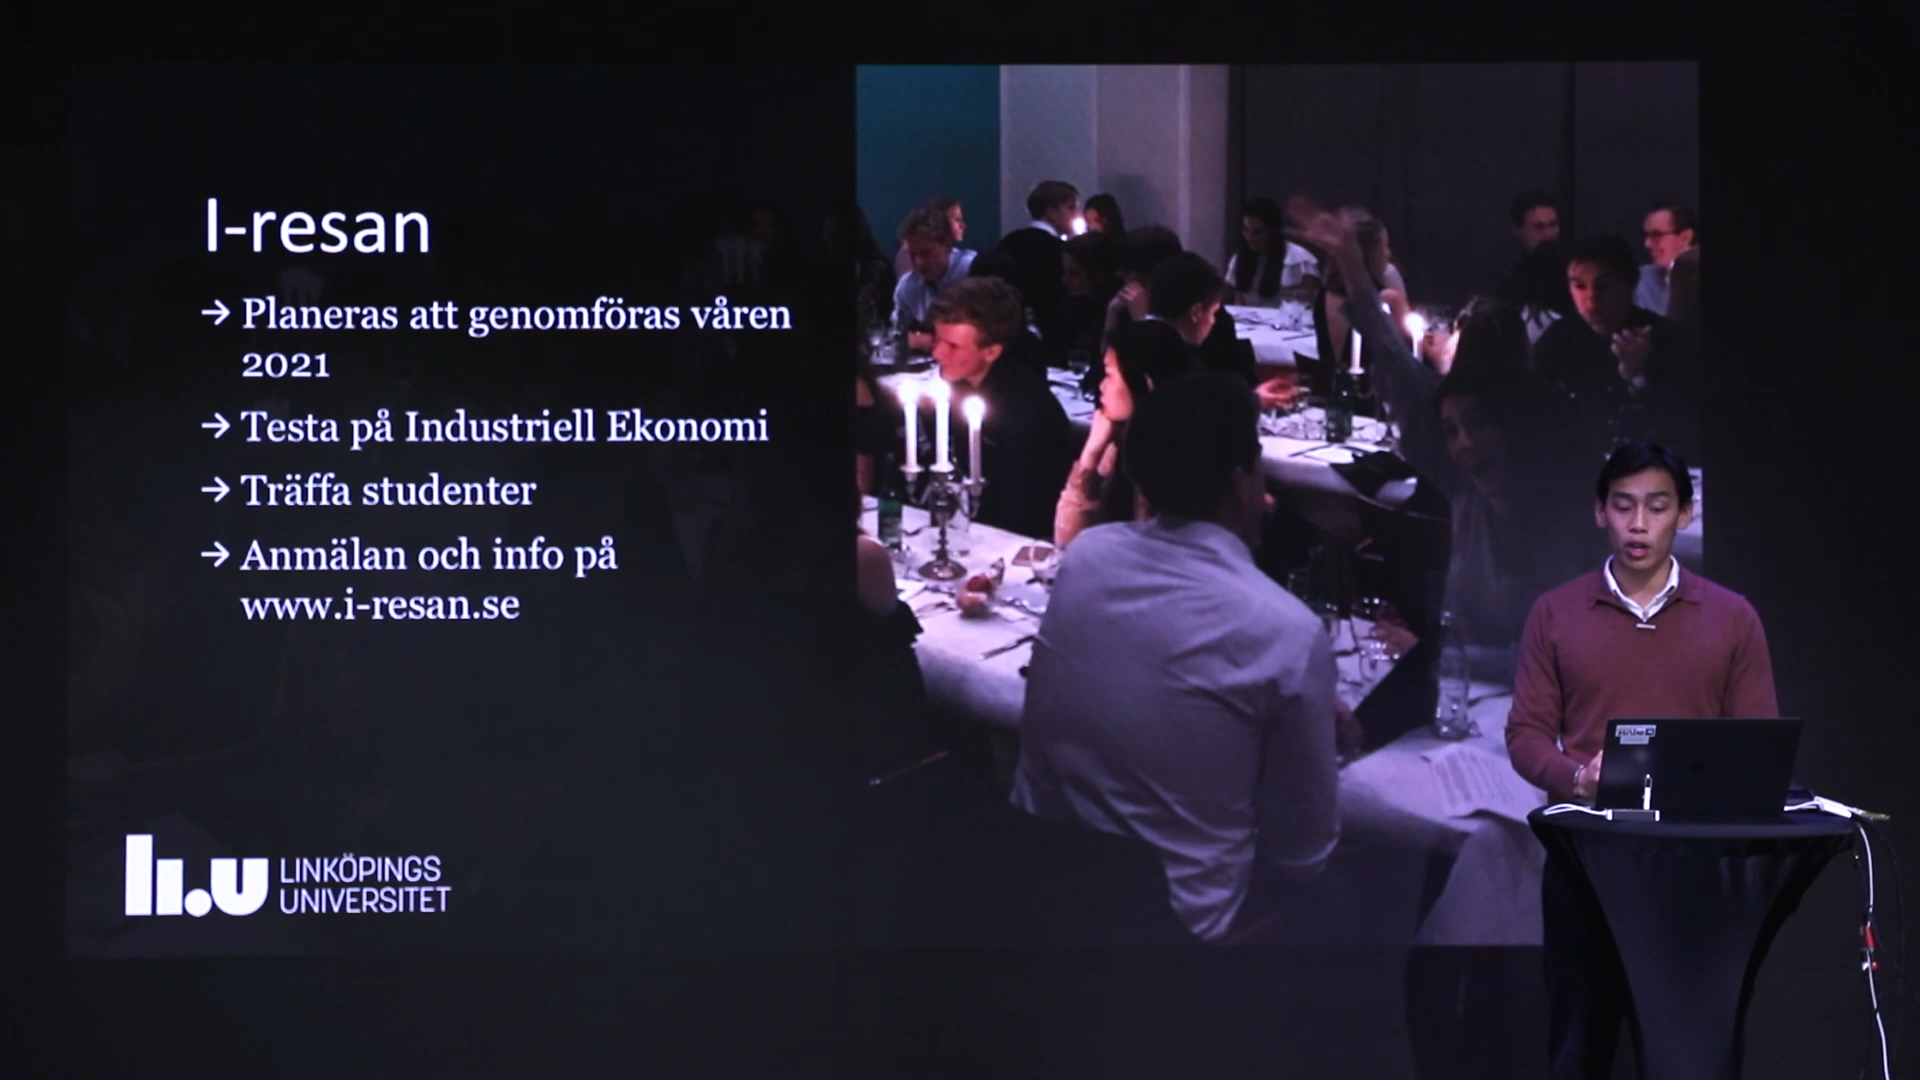 I-resan
→ Planeras att genomföras våren
2021
→ Testa på Industriell Ekonomi
→ Träffa studenter
→ Anmälan och info på
www.i-resan.se
li.u LINKÖPINGS
UNIVERSITET